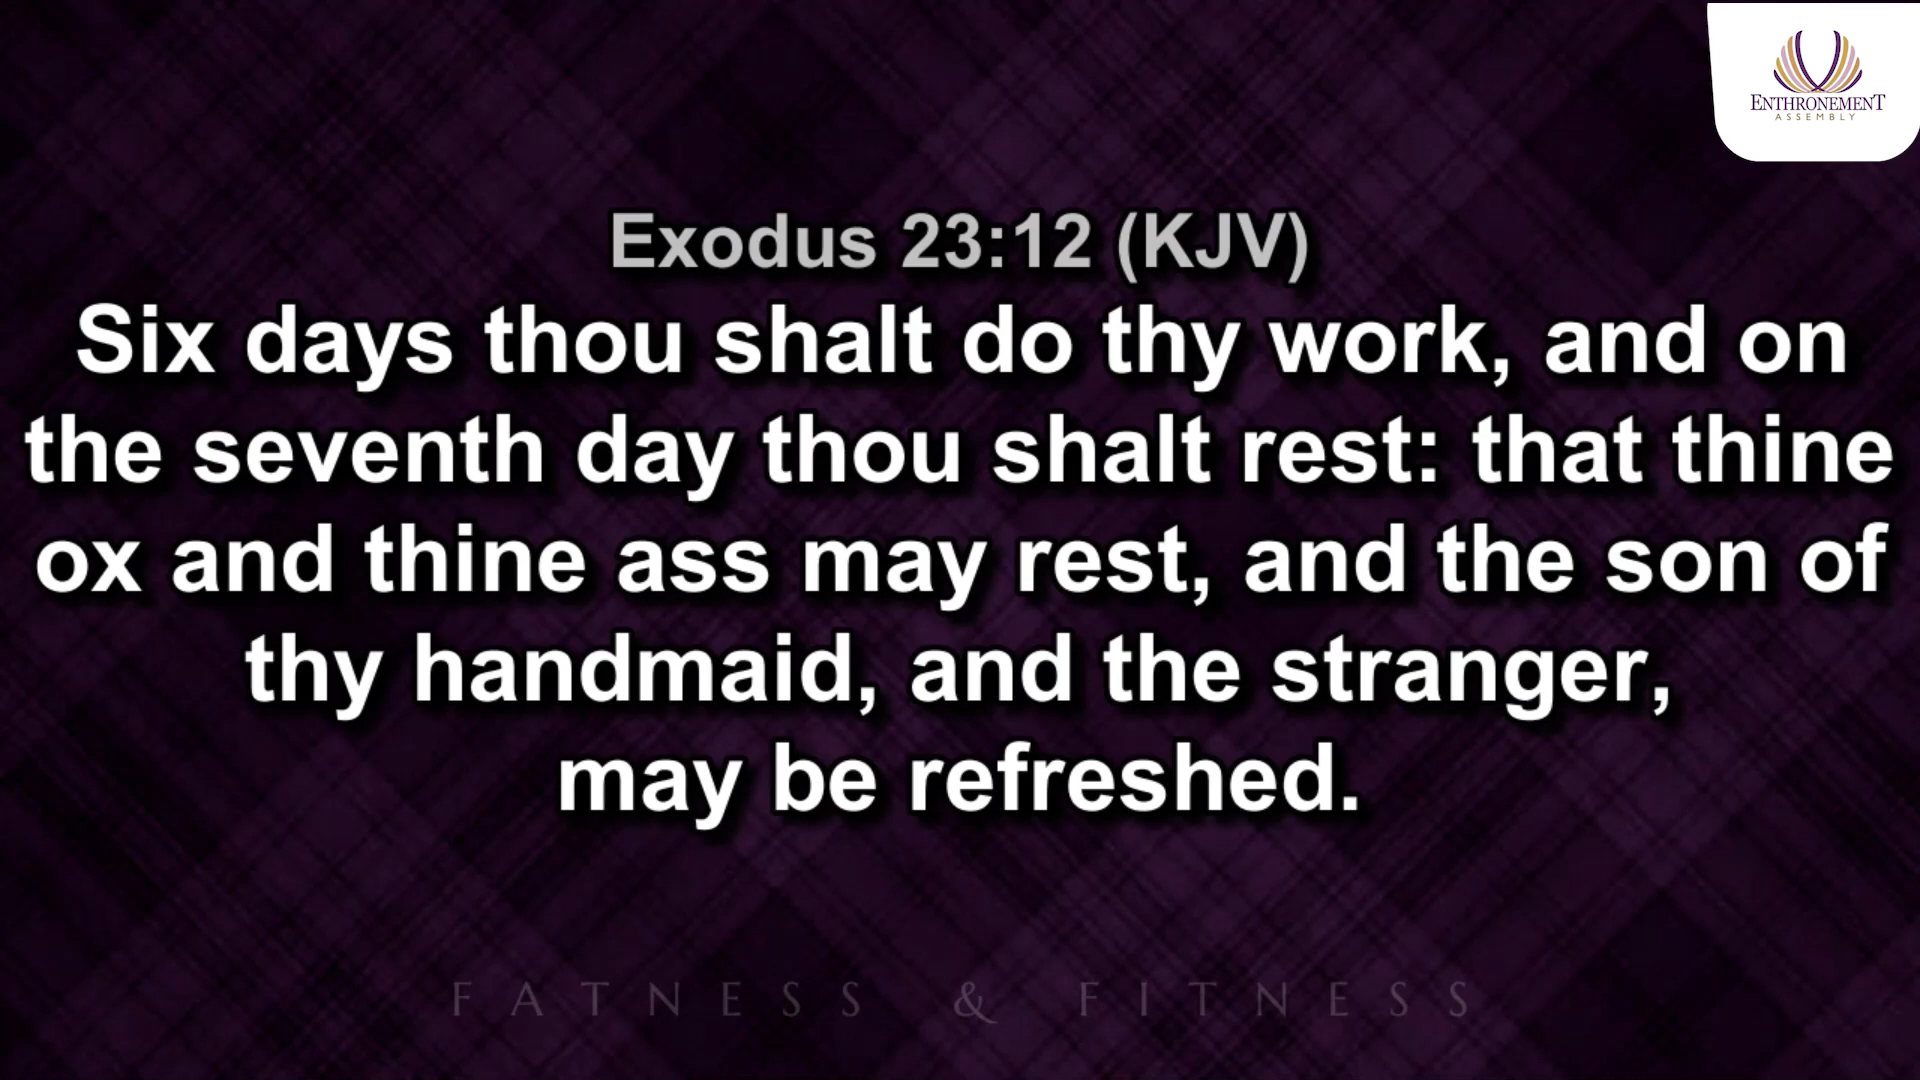 ENTHRONEMENT
ASSEMBLY
Exodus 23:12 (KJV)
Six days thou shalt do thy work, and on
the seventh day thou shalt rest: that thine
ox and thine ass may rest, and the son of
thy handmaid, and the stranger,
may be refreshed.
FATNESS & FITNESS